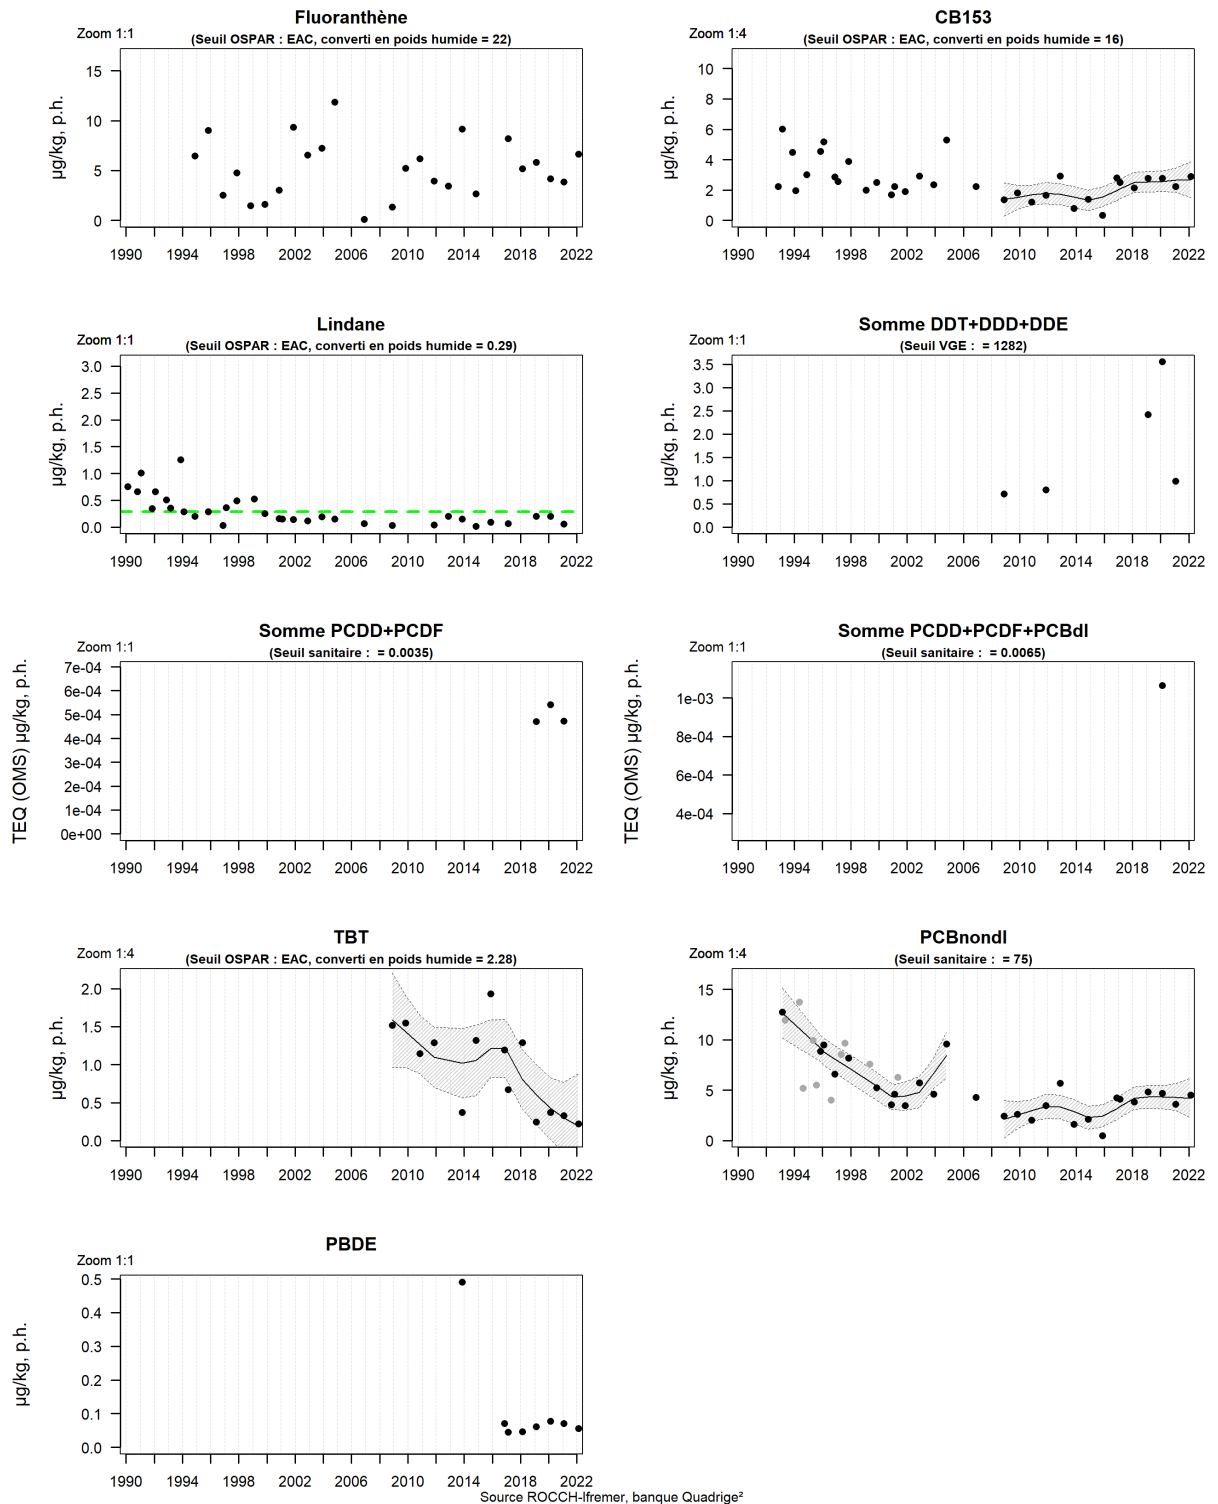 Fluoranthène
Zoom 1:1
(Seuil OSPAR : EAC, converti en poids humide = 22)
µg/kg, p.h.
15
10
5
0
1990 1994 1998 2002 2006 2010 2014 2018 2022
CB153
Zoom 1:4
(Seuil OSPAR : EAC, converti en poids humide = 16)
µg/kg, p.h.
10
8
6
4
2
0
1990 1994 1998 2002 2006 2010 2014 2018 2022
Lindane
Zoom 1:1
(Seuil OSPAR : EAC, converti en poids humide = 0.29)
µg/kg, p.h.
3.0
2.5
2.0
1.5
1.0
0.5
0.0
1990 1994 1998 2002 2006 2010 2014 2018 2022
Somme DDT+DDD+DDE
Zoom 1:1
(Seuil VGE :  = 1282)
µg/kg, p.h.
3.5
3.0
2.5
2.0
1.5
1.0
0.5
0.0
1990 1994 1998 2002 2006 2010 2014 2018 2022
Somme PCDD+PCDF
Zoom 1:1
(Seuil sanitaire :  = 0.0035)
TEQ (OMS) µg/kg, p.h.
7e-04
6e-04
5e-04
4e-04
3e-04
2e-04
1e-04
0e+00
1990 1994 1998 2002 2006 2010 2014 2018 2022
Somme PCDD+PCDF+PCBdl
Zoom 1:1
(Seuil sanitaire :  = 0.0065)
TEQ (OMS) µg/kg, p.h.
1e-03
8e-04
6e-04
4e-04
1990 1994 1998 2002 2006 2010 2014 2018 2022
TBT
Zoom 1:4
(Seuil OSPAR : EAC, converti en poids humide = 2.28)
µg/kg, p.h.
2.0
1.5
1.0
0.5
0.0
1990 1994 1998 2002 2006 2010 2014 2018 2022
PCBnondl
Zoom 1:4
(Seuil sanitaire :  = 75)
µg/kg, p.h.
15
10
5
0
1990 1994 1998 2002 2006 2010 2014 2018 2022
PBDE
Zoom 1:1
µg/kg, p.h.
0.5
0.4
0.3
0.2
0.1
0.0
1990 1994 1998 2002 2006 2010 2014 2018 2022
Source ROCCH-Ifremer, banque Quadrige²